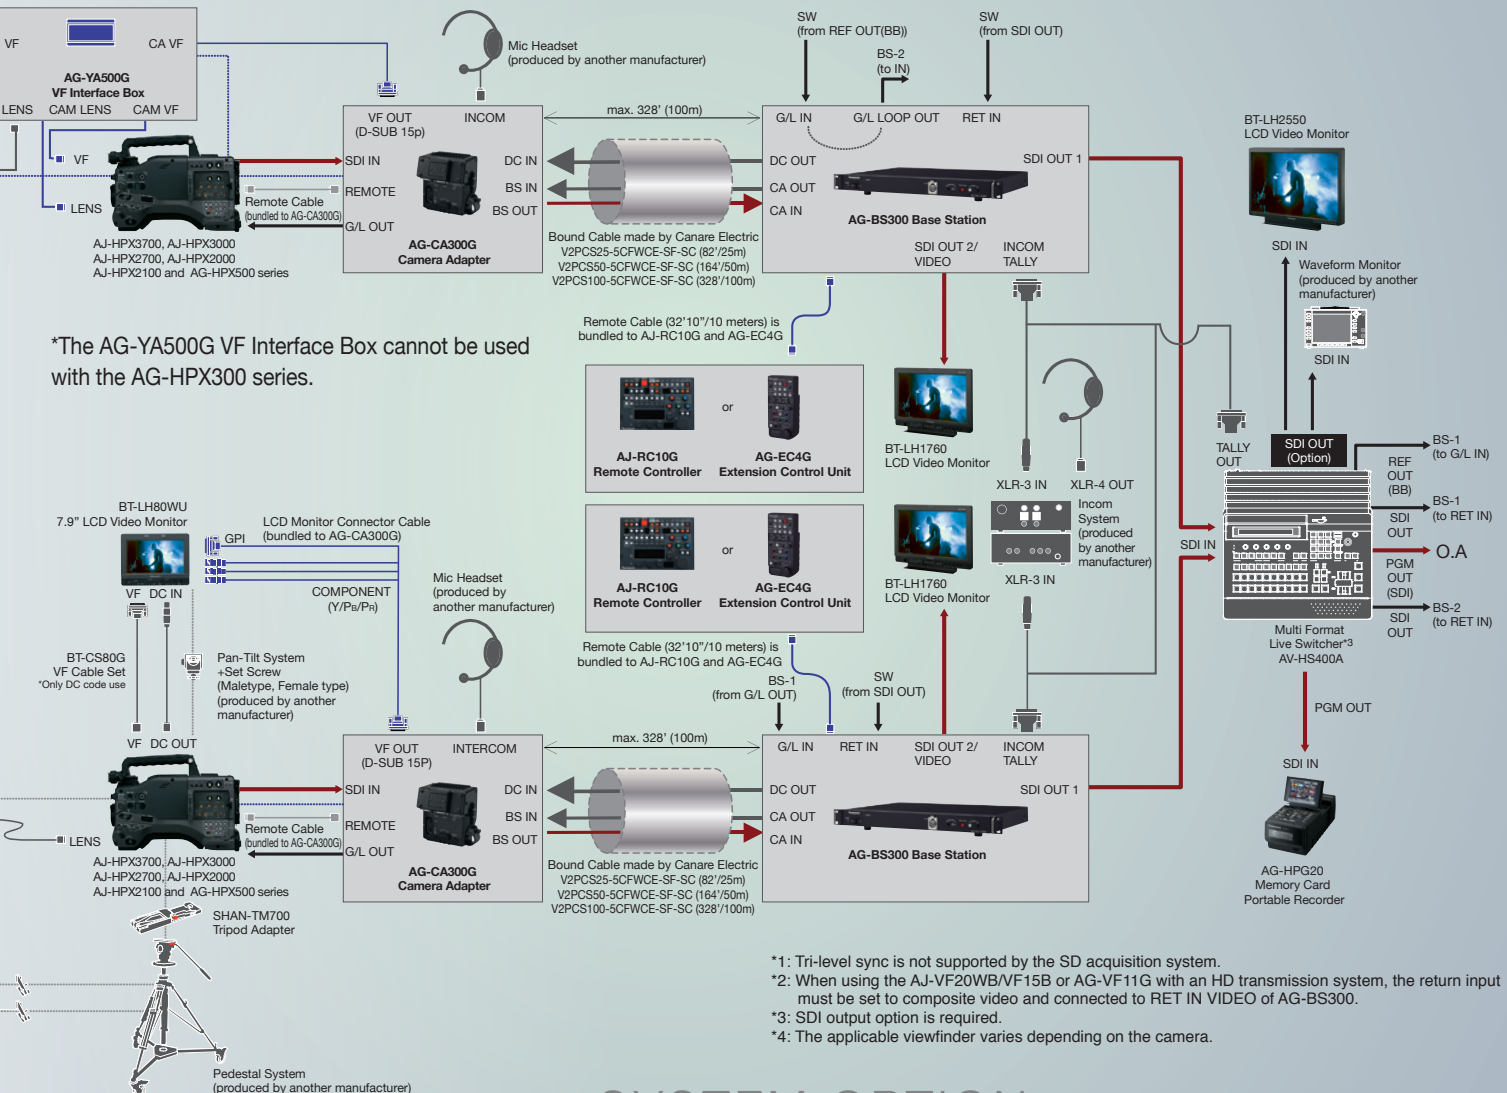 VF
CA VF
AG-YA500G
VF Interface Box
LENS
CAM LENS
CAM VF
VF
LENS
AJ-HPX3700, AJ-HPX3000
AJ-HPX2700, AJ-HPX2000
AJ-HPX2100 and AG-HPX500 series
Remote Cable
(bundled to AG-CA300G)
Mic Headset
(produced by another manufacturer)
VF OUT
(D-SUB 15p)
INCOM
SDI IN
REMOTE
G/L OUT
DC IN
BS IN
BS OUT
AG-CA300G
Camera Adapter
max. 328' (100m)
Bound Cable made by Canare Electric
V2PCS25-5CFWCE-SF-SC (82'/25m)
V2PCS50-5CFWCE-SF-SC (164'/50m)
V2PCS100-5CFWCE-SF-SC (328'/100m)
SW
(from REF OUT(BB))
BS-2
(to IN)
SW
(from SDI OUT)
G/L IN
G/L LOOP OUT
RET IN
DC OUT
CA OUT
CA IN
SDI OUT 1
AG-BS300 Base Station
SDI OUT 2/
VIDEO
INCOM
TALLY
BT-LH2550
LCD Video Monitor
SDI IN
Waveform Monitor
(produced by another
manufacturer)
SDI IN
*The AG-YA500G VF Interface Box cannot be used
with the AG-HPX300 series.
Remote Cable (32'10"/10 meters) is
bundled to AJ-RC10G and AG-EC4G
or
AJ-RC10G
Remote Controller
AG-EC4G
Extension Control Unit
BT-LH1760
LCD Video Monitor
XLR-3 IN
XLR-4 OUT
Incom
System
(produced
by another
manufacturer)
XLR-3 IN
or
AJ-RC10G
Remote Controller
AG-EC4G
Extension Control Unit
BT-LH1760
LCD Video Monitor
Remote Cable (32'10"/10 meters) is
bundled to AJ-RC10G and AG-EC4G
TALLY
OUT
SDI OUT
(Option)
REF
OUT
(BB)
BS-1
(to G/L IN)
SDI
OUT
BS-1
(to RET IN)
SDI IN
O.A
PGM
OUT
(SDI)
SDI
OUT
BS-2
(to RET IN)
Multi Format
Live Switcher*3
AV-HS400A
PGM OUT
SDI IN
AG-HPG20
Memory Card
Portable Recorder
BT-LH80WU
7.9" LCD Video Monitor
LCD Monitor Connector Cable
(bundled to AG-CA300G)
GPI
COMPONENT
(Y/PB/PR)
VF
DC IN
BT-CS80G
VF Cable Set
*Only DC code use
Pan-Tilt System
+Set Screw
(Maletype, Female type)
(produced by another
manufacturer)
VF
DC OUT
Mic Headset
(produced by
another manufacturer)
VF OUT
(D-SUB 15P)
INTERCOM
SDI IN
REMOTE
G/L OUT
DC IN
BS IN
BS OUT
AG-CA300G
Camera Adapter
Remote Cable
(bundled to AG-CA300G)
LENS
AJ-HPX3700, AJ-HPX3000
AJ-HPX2700, AJ-HPX2000
AJ-HPX2100 and AG-HPX500 series
max. 328' (100m)
Bound Cable made by Canare Electric
V2PCS25-5CFWCE-SF-SC (82'/25m)
V2PCS50-5CFWCE-SF-SC (164'/50m)
V2PCS100-5CFWCE-SF-SC (328'/100m)
BS-1
(from G/L OUT)
SW
(from SDI OUT)
G/L IN
RET IN
SDI OUT 2/
VIDEO
INCOM
TALLY
DC OUT
CA OUT
CA IN
SDI OUT 1
AG-BS300 Base Station
SHAN-TM700
Tripod Adapter
Pedestal System
(produced by another manufacturer)
*1: Tri-level sync is not supported by the SD acquisition system.
*2: When using the AJ-VF20WB/VF15B or AG-VF11G with an HD transmission system, the return input
must be set to composite video and connected to RET IN VIDEO of AG-BS300.
*3: SDI output option is required.
*4: The applicable viewfinder varies depending on the camera.
SYSTEM OPTION